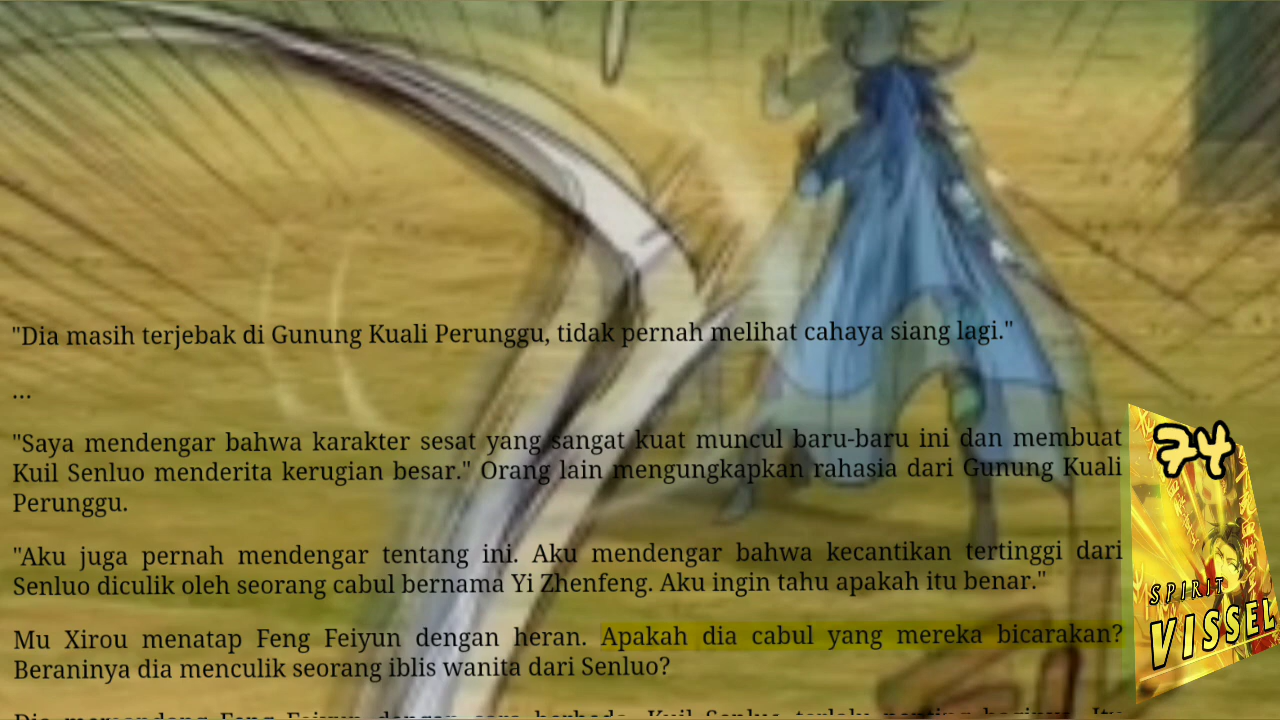 "Dia masih terjebak di Gunung Kuali Perunggu, tidak pernah melihat cahaya siang lagi."
...
"Saya mendengar bahwa karakter sesat yang sangat kuat muncul baru-baru ini dan membuat
Kuil Senluo menderita kerugian besar." Orang lain mengungkapkan rahasia dari Gunung Kuali
Perunggu.
"Aku juga pernah mendengar tentang ini. Aku mendengar bahwa kecantikan tertinggi dari
Senluo diculik oleh seorang cabul bernama Yi Zhenfeng. Aku ingin tahu apakah itu benar."
Mu Xirou menatap Feng Feiyun dengan heran. Apakah dia cabul yang mereka bicarakan?
Beraninya dia menculik seorang iblis wanita dari Senluo?
74
SPIRIT
VISSEL